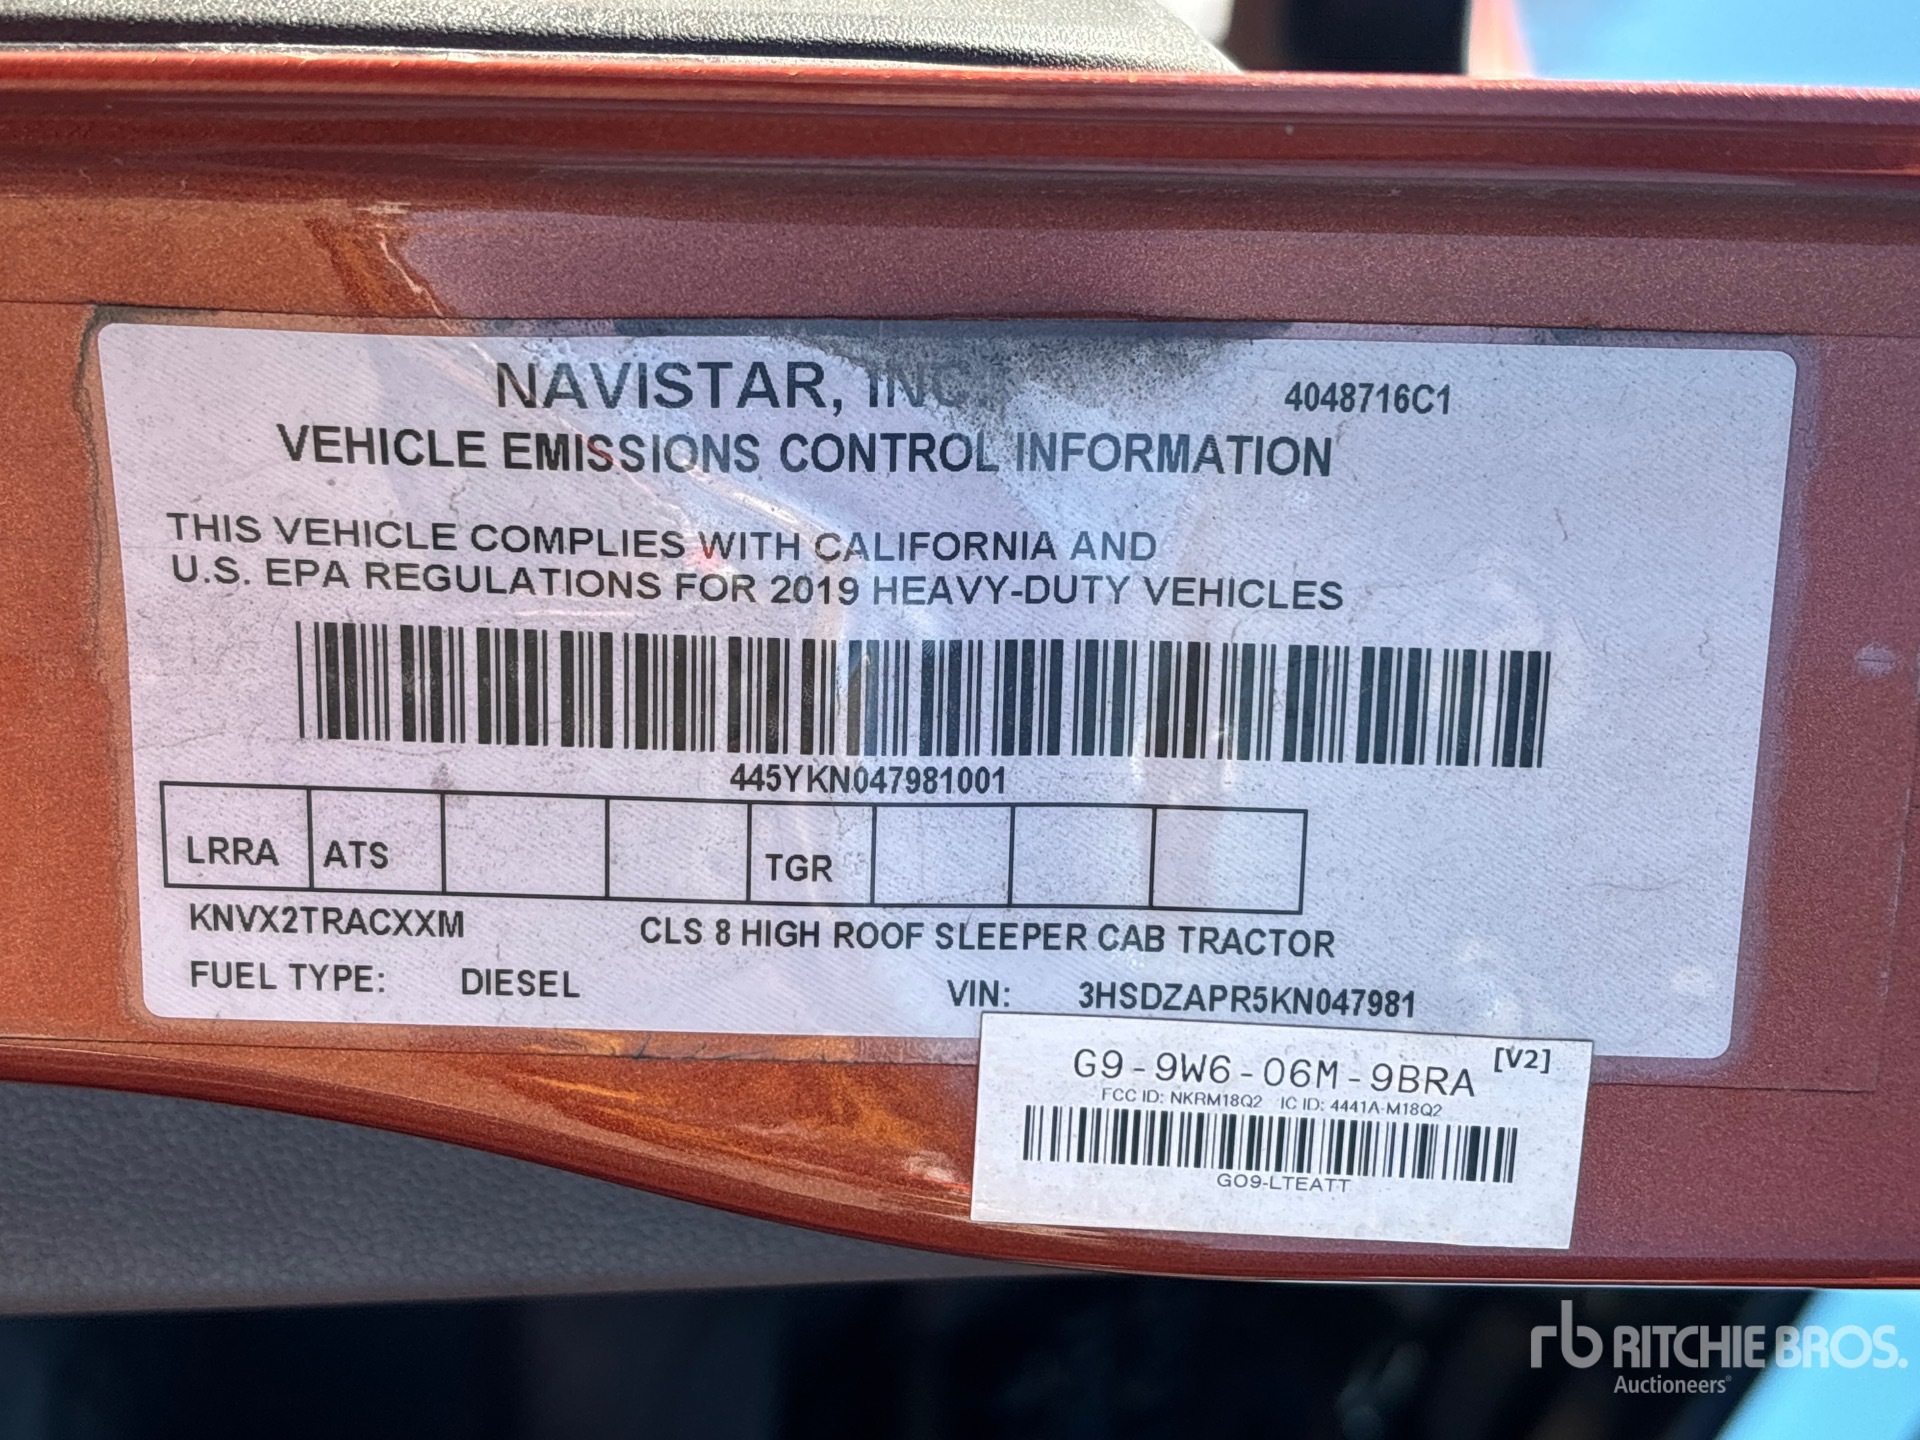 NAVISTAR, INC
4048716C1
VEHICLE EMISSIONS CONTROL INFORMATION
THIS VEHICLE COMPLIES WITH CALIFORNIA AND
U.S. EPA REGULATIONS FOR 2019 HEAVY-DUTY VEHICLES
445YKN047981001
LRRA ATS TGR
KNVX2TRACXXM CLS 8 HIGH ROOF SLEEPER CAB TRACTOR
FUEL TYPE: DIESEL VIN: 3HSDZAPR5KN047981
G9-9W6-06M-9BRA [V2]
FCC ID: NKRM18Q2 IC ID: 4441A-M18Q2
GO9-LTEATT
rb RITCHIE BROS.
Auctioneers®